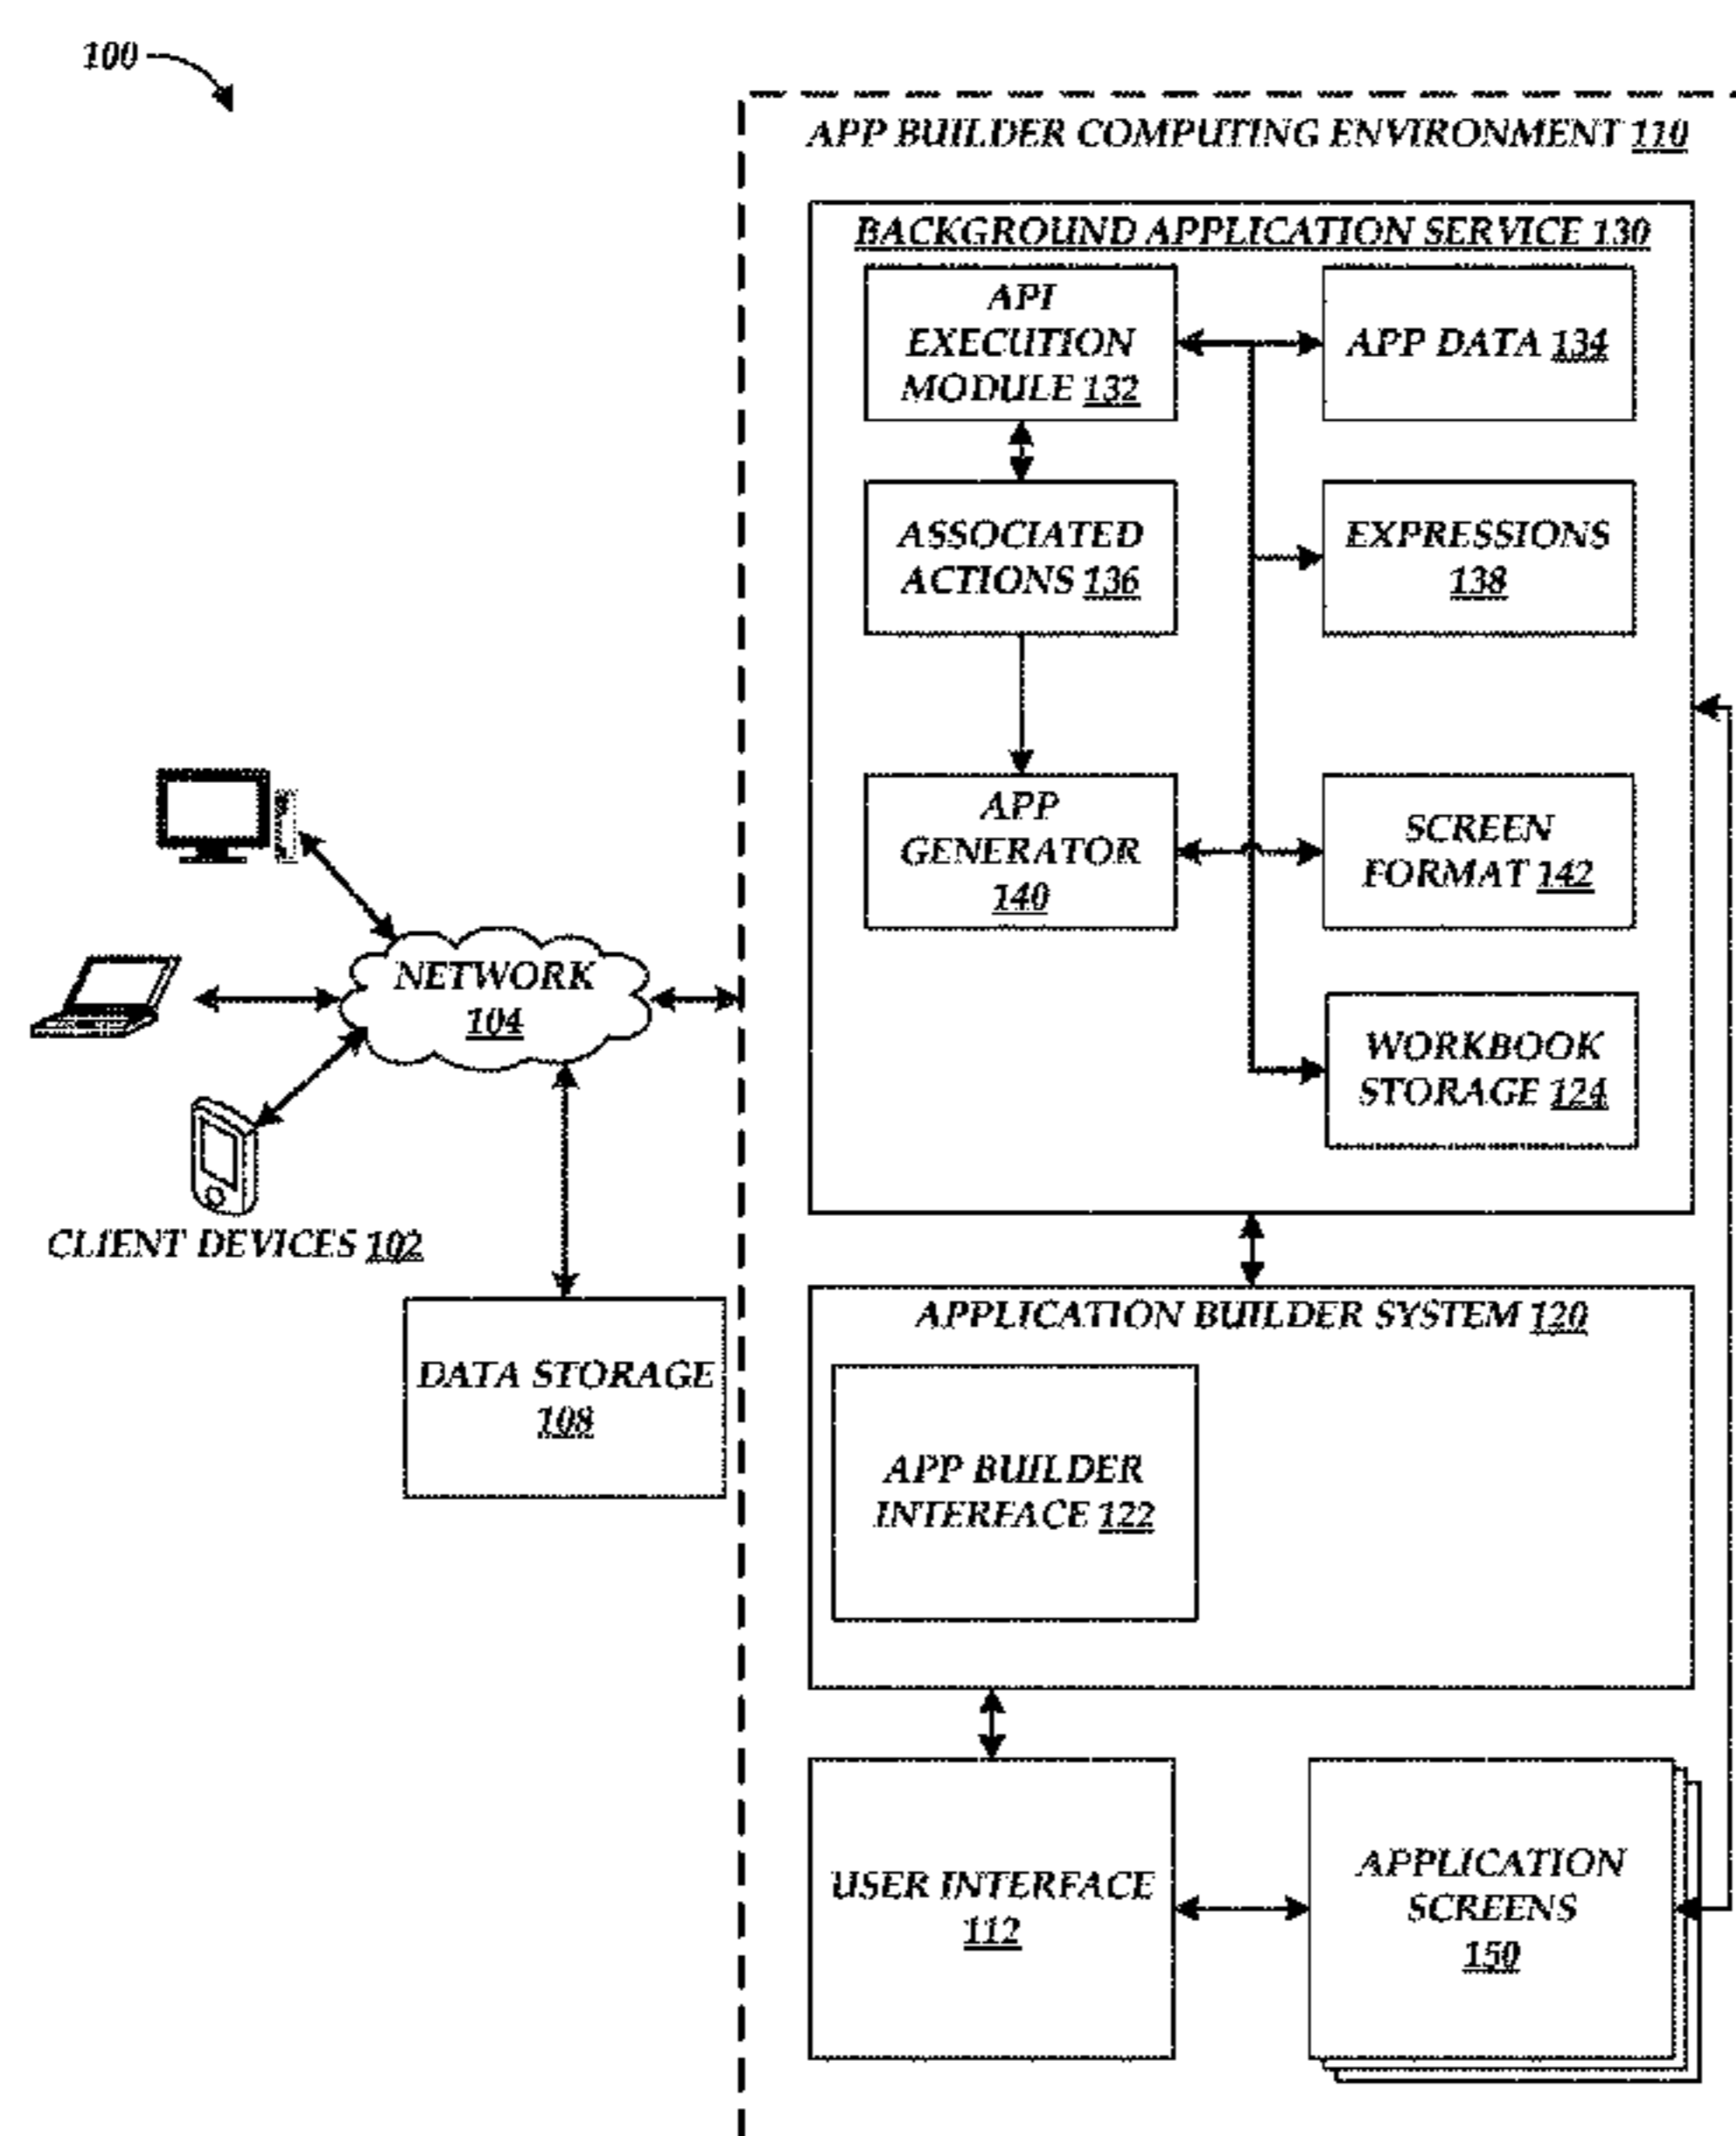 100
APP BUILDER COMPUTING ENVIRONMENT 110
BACKGROUND APPLICATION SERVICE 130
API
EXECUTION
MODULE 132
APP DATA 134
ASSOCIATED
ACTIONS 136
EXPRESSIONS
138
APP
GENERATOR
140
SCREEN
FORMAT 142
WORKBOOK
STORAGE 124
NETWORK
104
CLIENT DEVICES 102
DATA STORAGE
108
APPLICATION BUILDER SYSTEM 120
APP BUILDER
INTERFACE 122
USER INTERFACE
112
APPLICATION
SCREENS
150